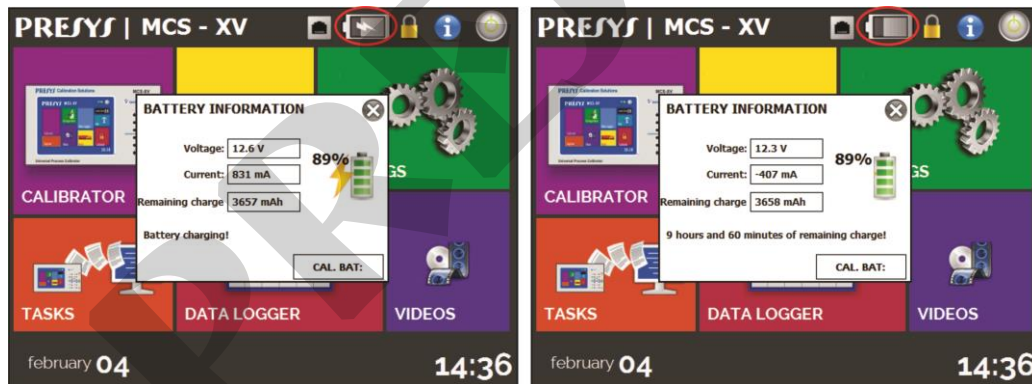 PRESYS | MCS - XV
BATTERY INFORMATION
Voltage: 12.6 V
89%
Current: 831 mA
Remaining charge 3657 mAh
Battery charging!
CAL. BAT:
CALIBRATOR
GS
TASKS
DATA LOGGER
VIDEOS
february 04
14:36
PRESYS | MCS - XV
BATTERY INFORMATION
Voltage: 12.3 V
89%
Current: -407 mA
Remaining charge 3658 mAh
9 hours and 60 minutes of remaining charge!
CAL. BAT:
CALIBRATOR
GS
TASKS
DATA LOGGER
VIDEOS
february 04
14:36